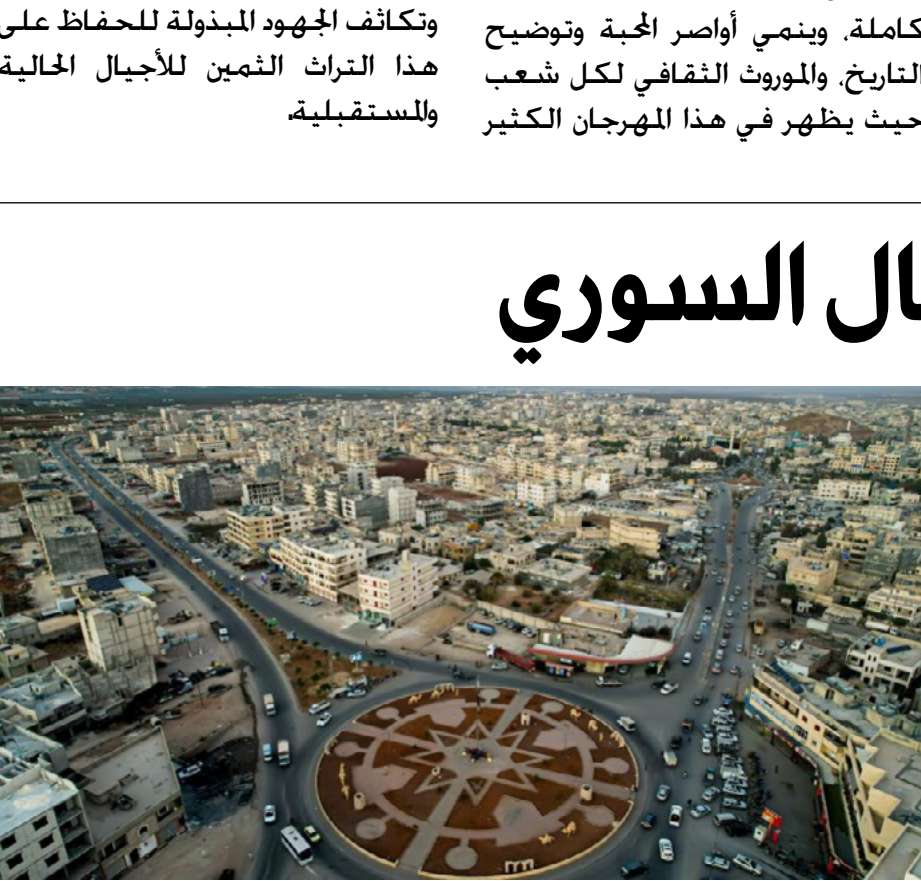 كاملة، وينمي أواصر المحبة وتوضيح
التاريخ، والموروث الثقافي لكل شعب
حيث يظهر في هذا المهرجان الكثير
وتكاثف الجهود المبذولة للحفاظ على
هذا التراث الثمين للأجيال الحالية
والمستقبلية.
السوري